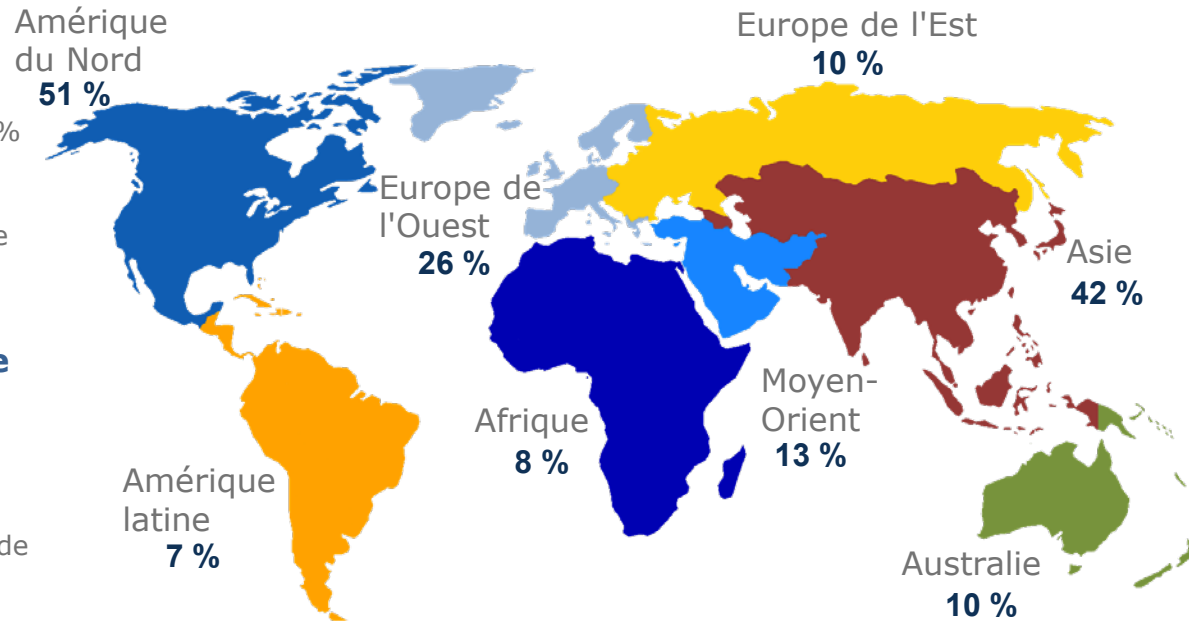 Amérique
du Nord
51 %
%
e
e
de
Europe de l'Est
10 %
Europe de
l'Ouest
26 %
Asie
42 %
Moyen-
Orient
13 %
Afrique
8 %
Amérique
latine
7 %
Australie
10 %